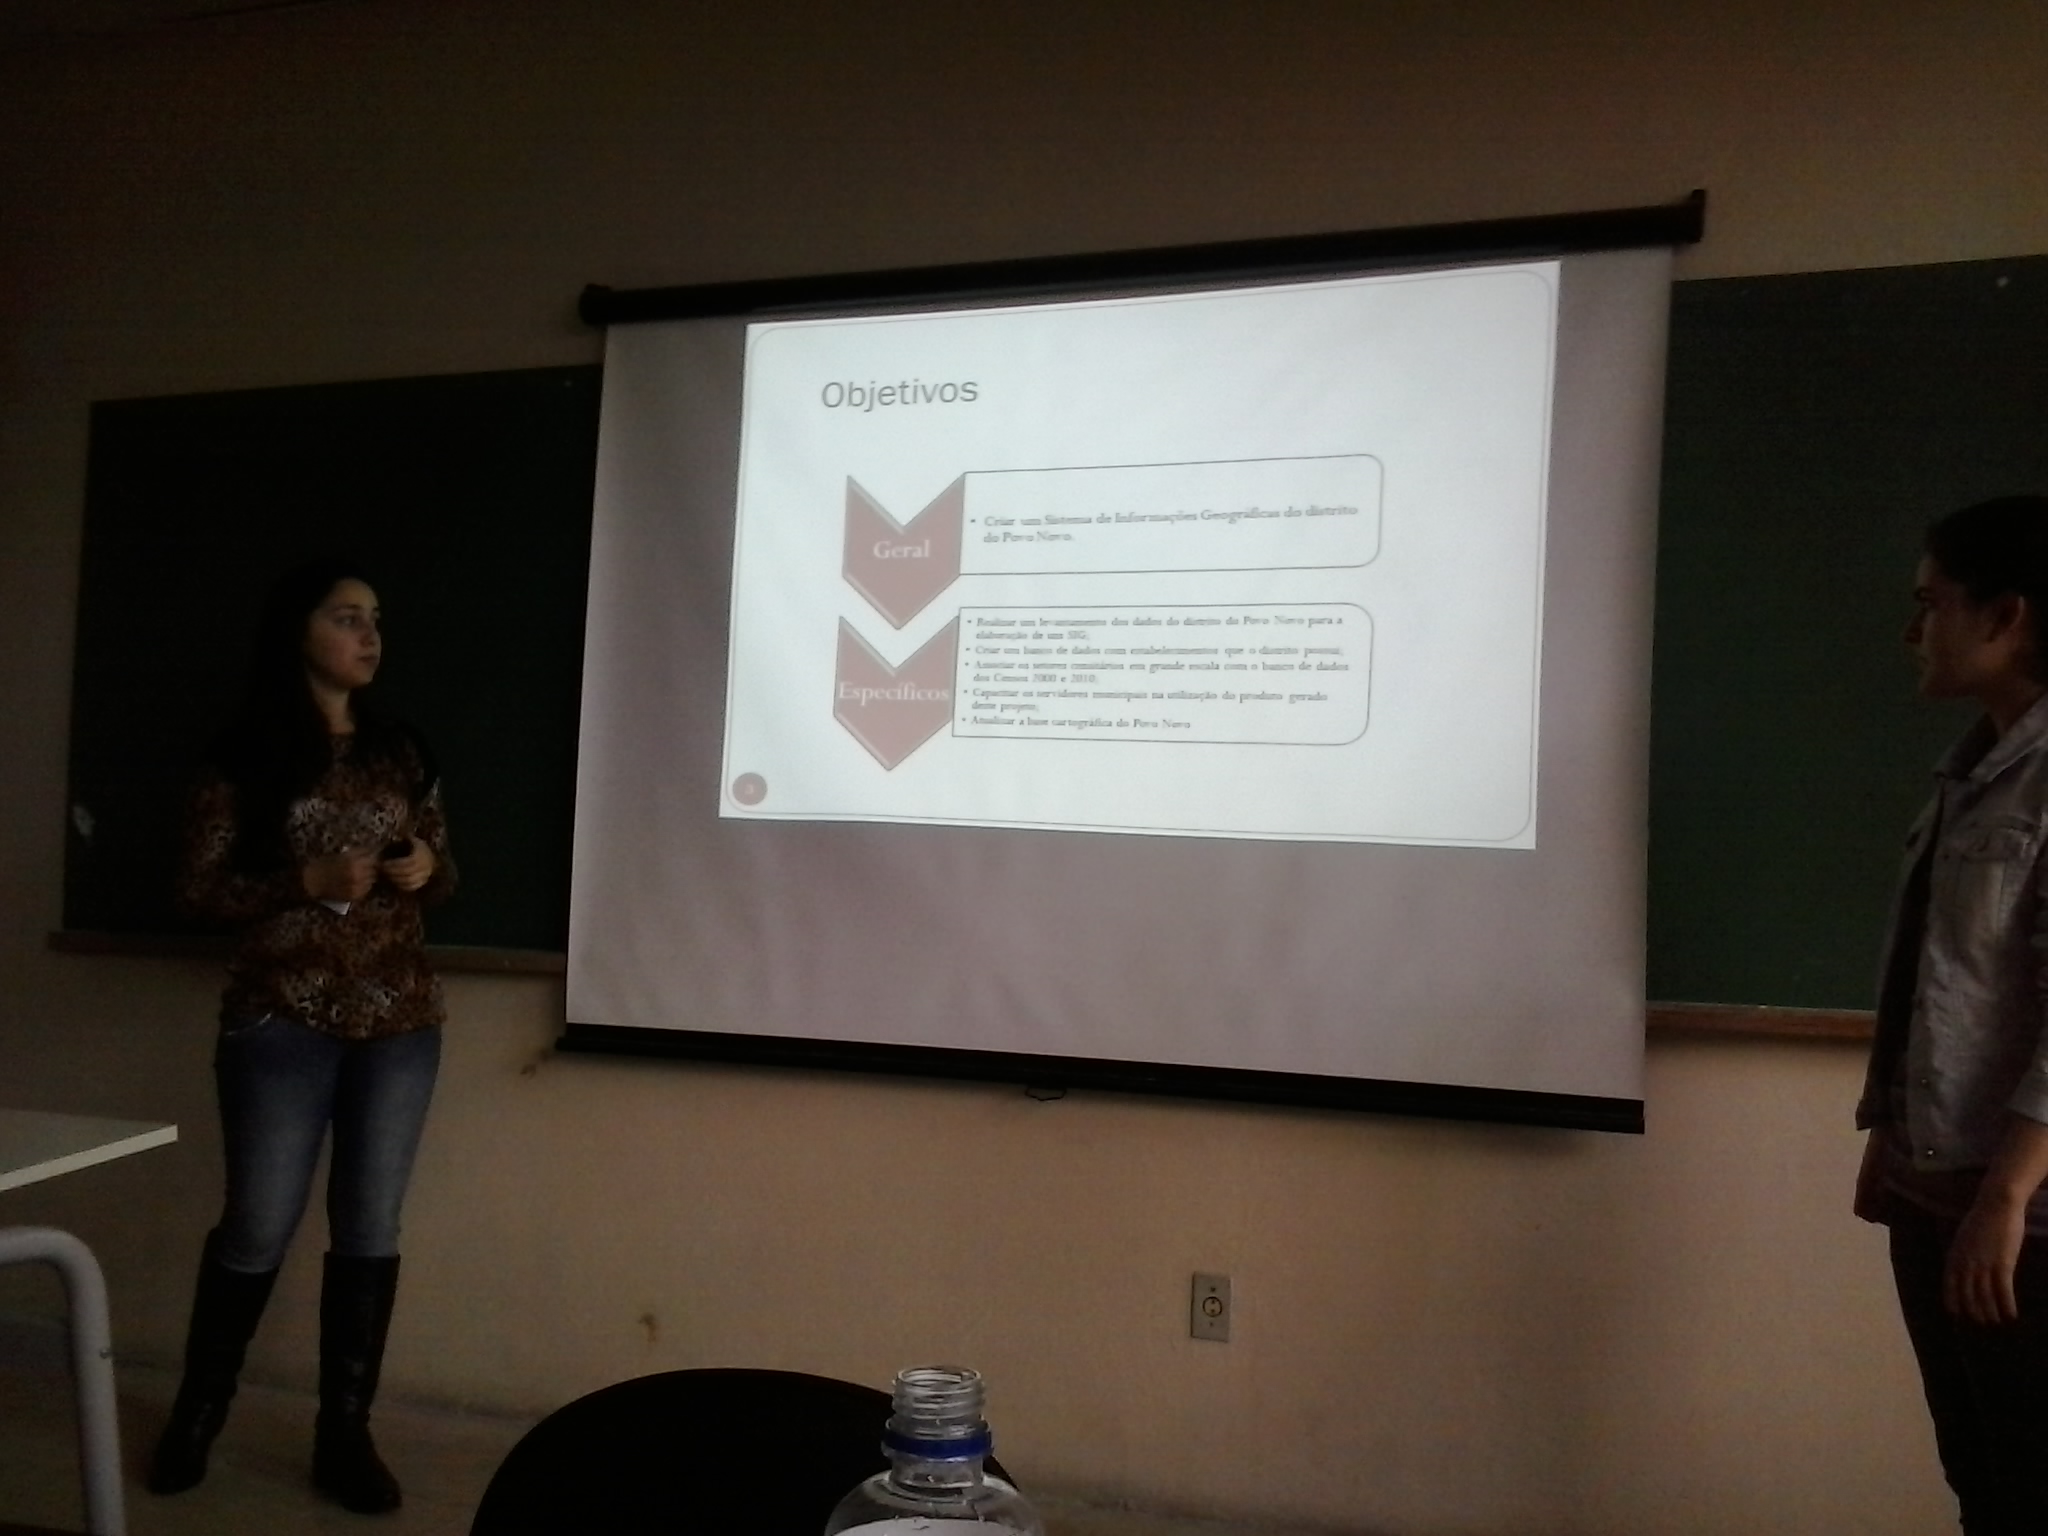 Objetivos
Geral
• Criar um Sistema de Informações Geográficas do distrito
do Povo Novo.
Específicos
• Realizar um levantamento dos dados do distrito do Povo Novo para a
elaboração de um SIG;
• Criar um banco de dados com estabelecimentos que o distrito possui;
• Associar os setores censitários em grande escala com o banco de dados
dos Censos 2000 e 2010;
• Capacitar os servidores municipais na utilização do produto gerado
deste projeto;
• Atualizar a base cartográfica do Povo Novo
3